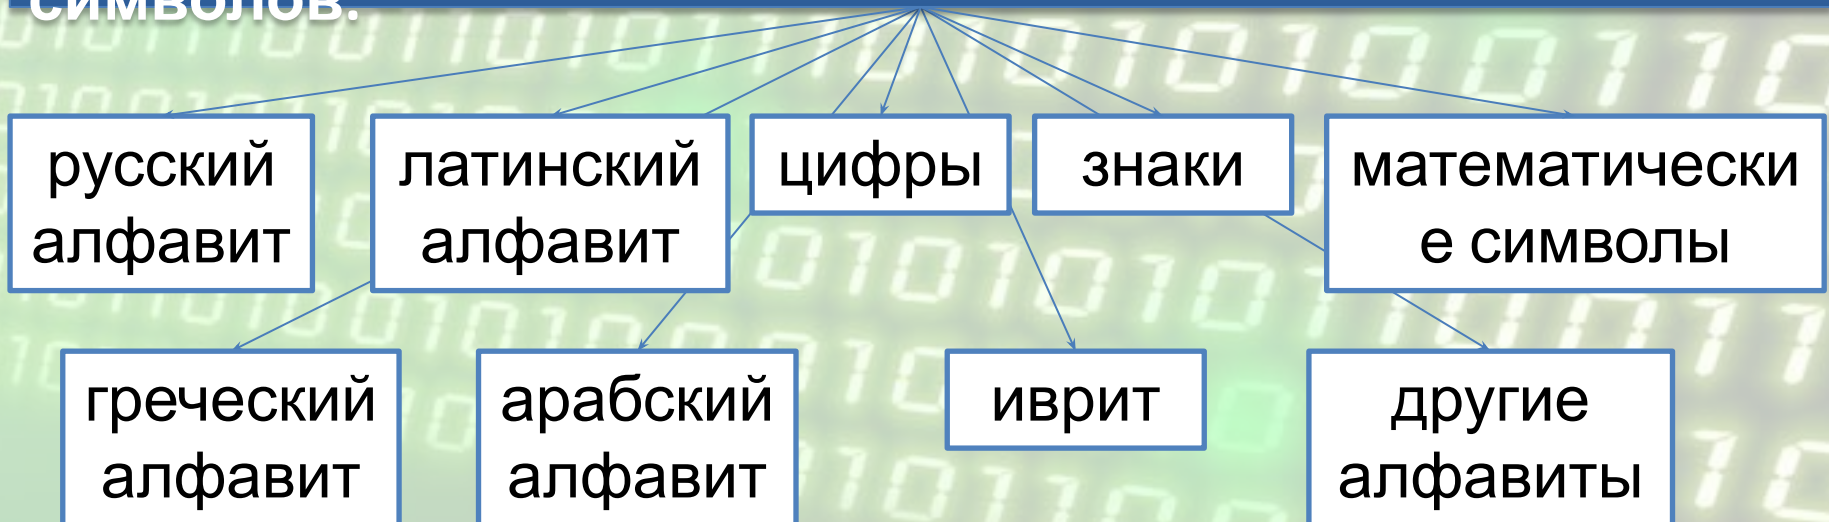 символов.
русский
алфавит
латинский
алфавит
цифры
знаки
математически
е символы
греческий
алфавит
арабский
алфавит
иврит
другие
алфавиты